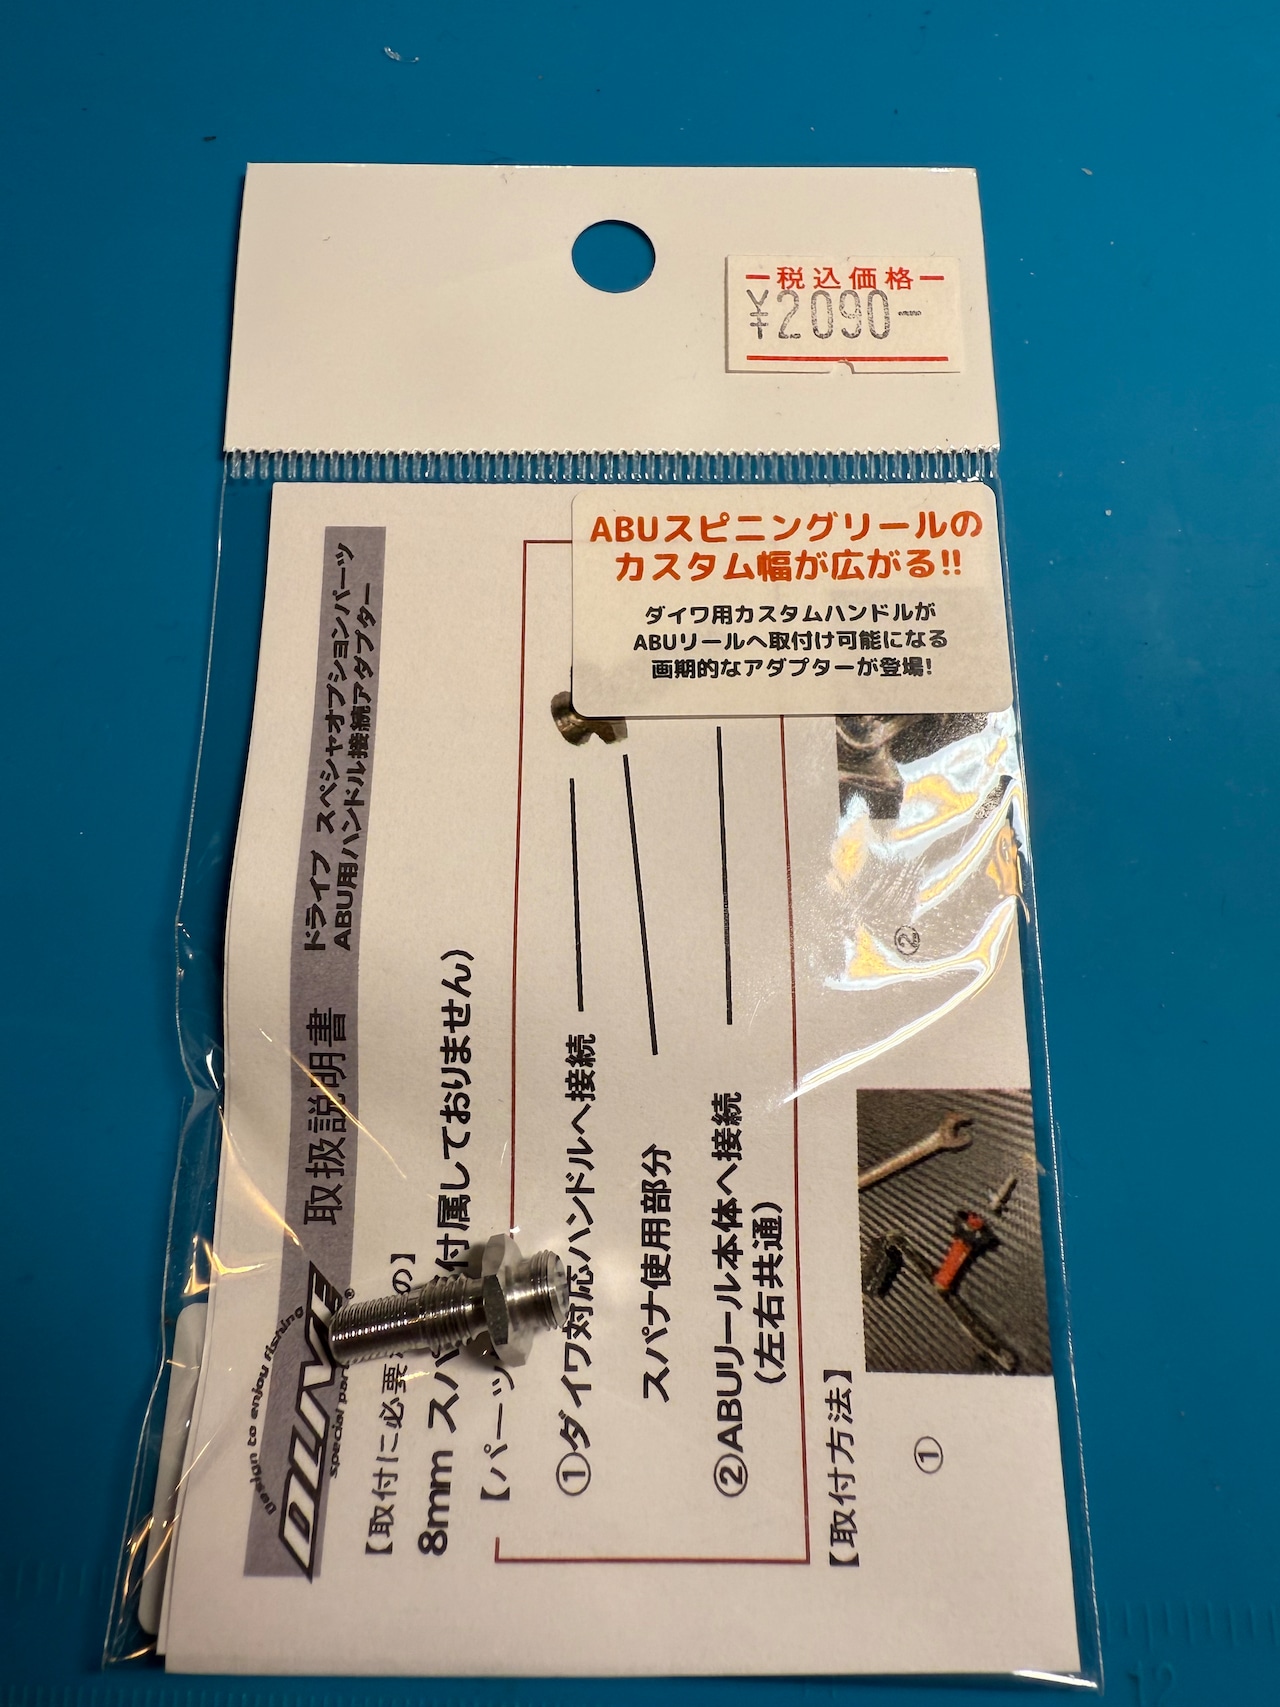 税込価格
¥2090-
ABUスピニングリールの
カスタム幅が広がる!!
ダイワ用カスタムハンドルが
ABUリールへ取付け可能になる
画期的なアダプターが登場!
Design to enjoy fishing
DLIVE®
special par
取扱説明書
ドライブ スペシャオプションパーツ
ABU用ハンドル接続アダプター
【取付に必要 の】
8mm スパ 付属しておりません)
【パーツ
①ダイワ対応ハンドルへ接続
スパナ使用部分
②ABUリール本体へ接続
(左右共通)
【取付方法】
①
②
12